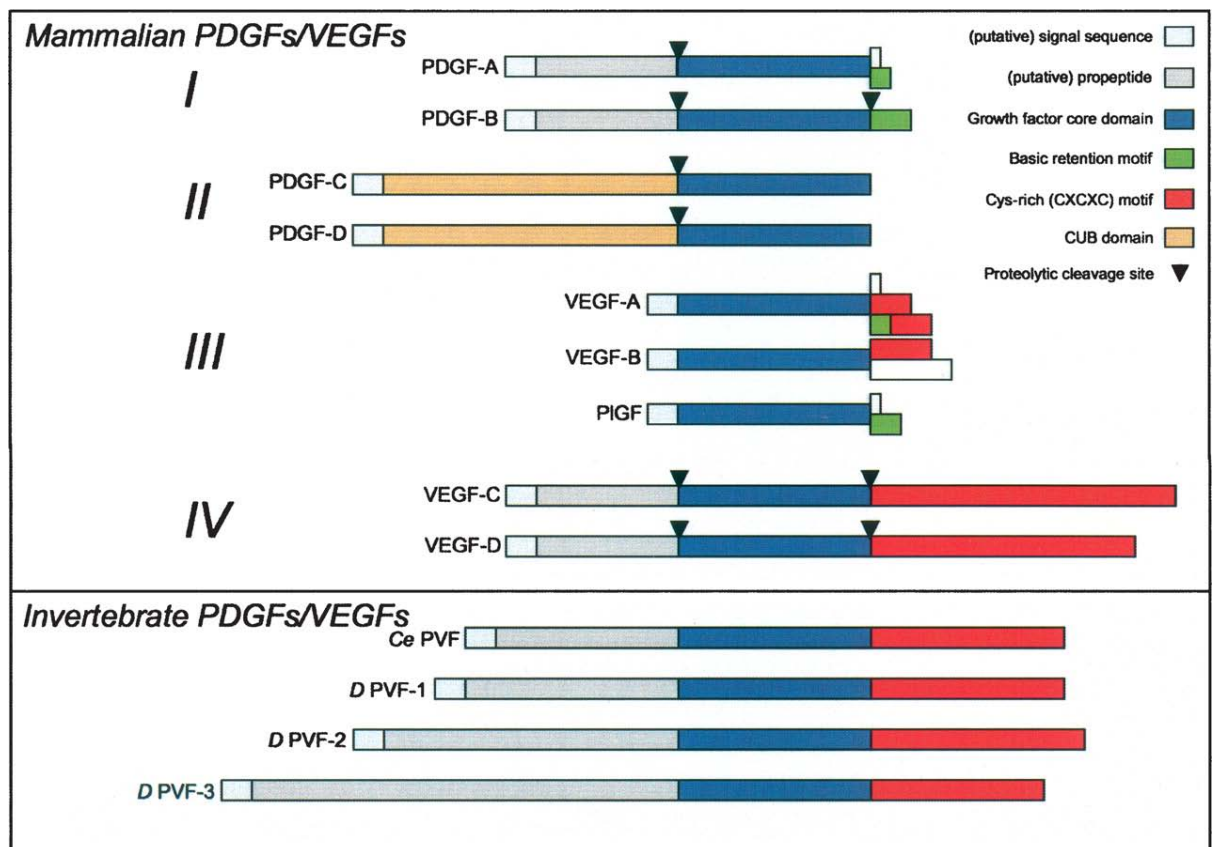 Mammalian PDGFs/VEGFs
I
PDGF-A
PDGF-B
II
PDGF-C
PDGF-D
III
VEGF-A
VEGF-B
PlGF
IV
VEGF-C
VEGF-D
(putative) signal sequence
(putative) propeptide
Growth factor core domain
Basic retention motif
Cys-rich (CXCXC) motif
CUB domain
Proteolytic cleavage site
Invertebrate PDGFs/VEGFs
Ce PVF
D PVF-1
D PVF-2
D PVF-3